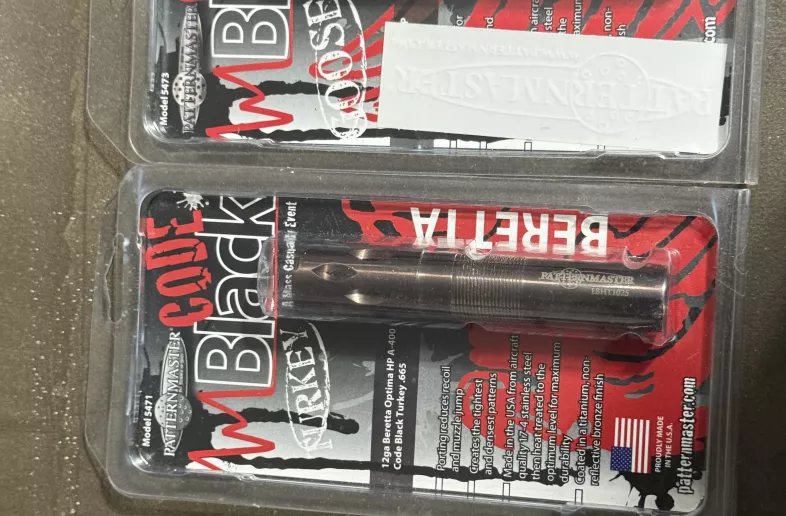 Model 5473
PATTERNMASTER
Bl
GOOSE
PATTERNMASTER
.com
Model 5471
PATTERNMASTER
CODE
Black
TURKEY
A Mass Casualty Event
BERETTA
PATTERNMASTER
12ga Beretta Optima HP A-400
Code Black Turkey .665
Porting reduces recoil
and muzzle jump
Creates the tightest
and densest patterns
Made in the USA from aircraft
quality 17-4 stainless steel
then heat treated to the
optimum level for maximum
durability
Coated in a titanium, non-
reflective bronze finish
PROUDLY MADE
IN THE U.S.A.
patternmaster.com